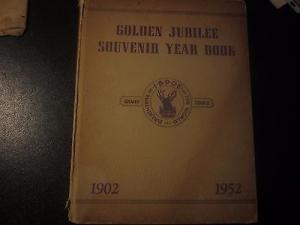 GOLDEN JUBILEE
SOUVENIR YEAR BOOK
1902
1952